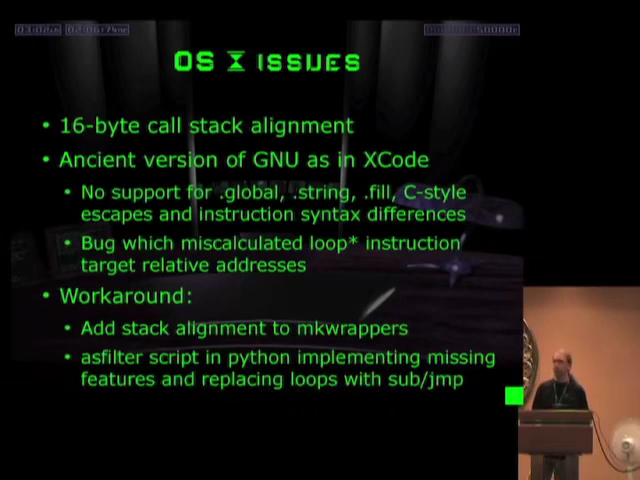 OS X ISSUES
• 16-byte call stack alignment
• Ancient version of GNU as in XCode
• No support for .global, .string, .fill, C-style
escapes and instruction syntax differences
• Bug which miscalculated loop* instruction
target relative addresses
• Workaround:
• Add stack alignment to mkwrappers
• asfilter script in python implementing missing
features and replacing loops with sub/jmp